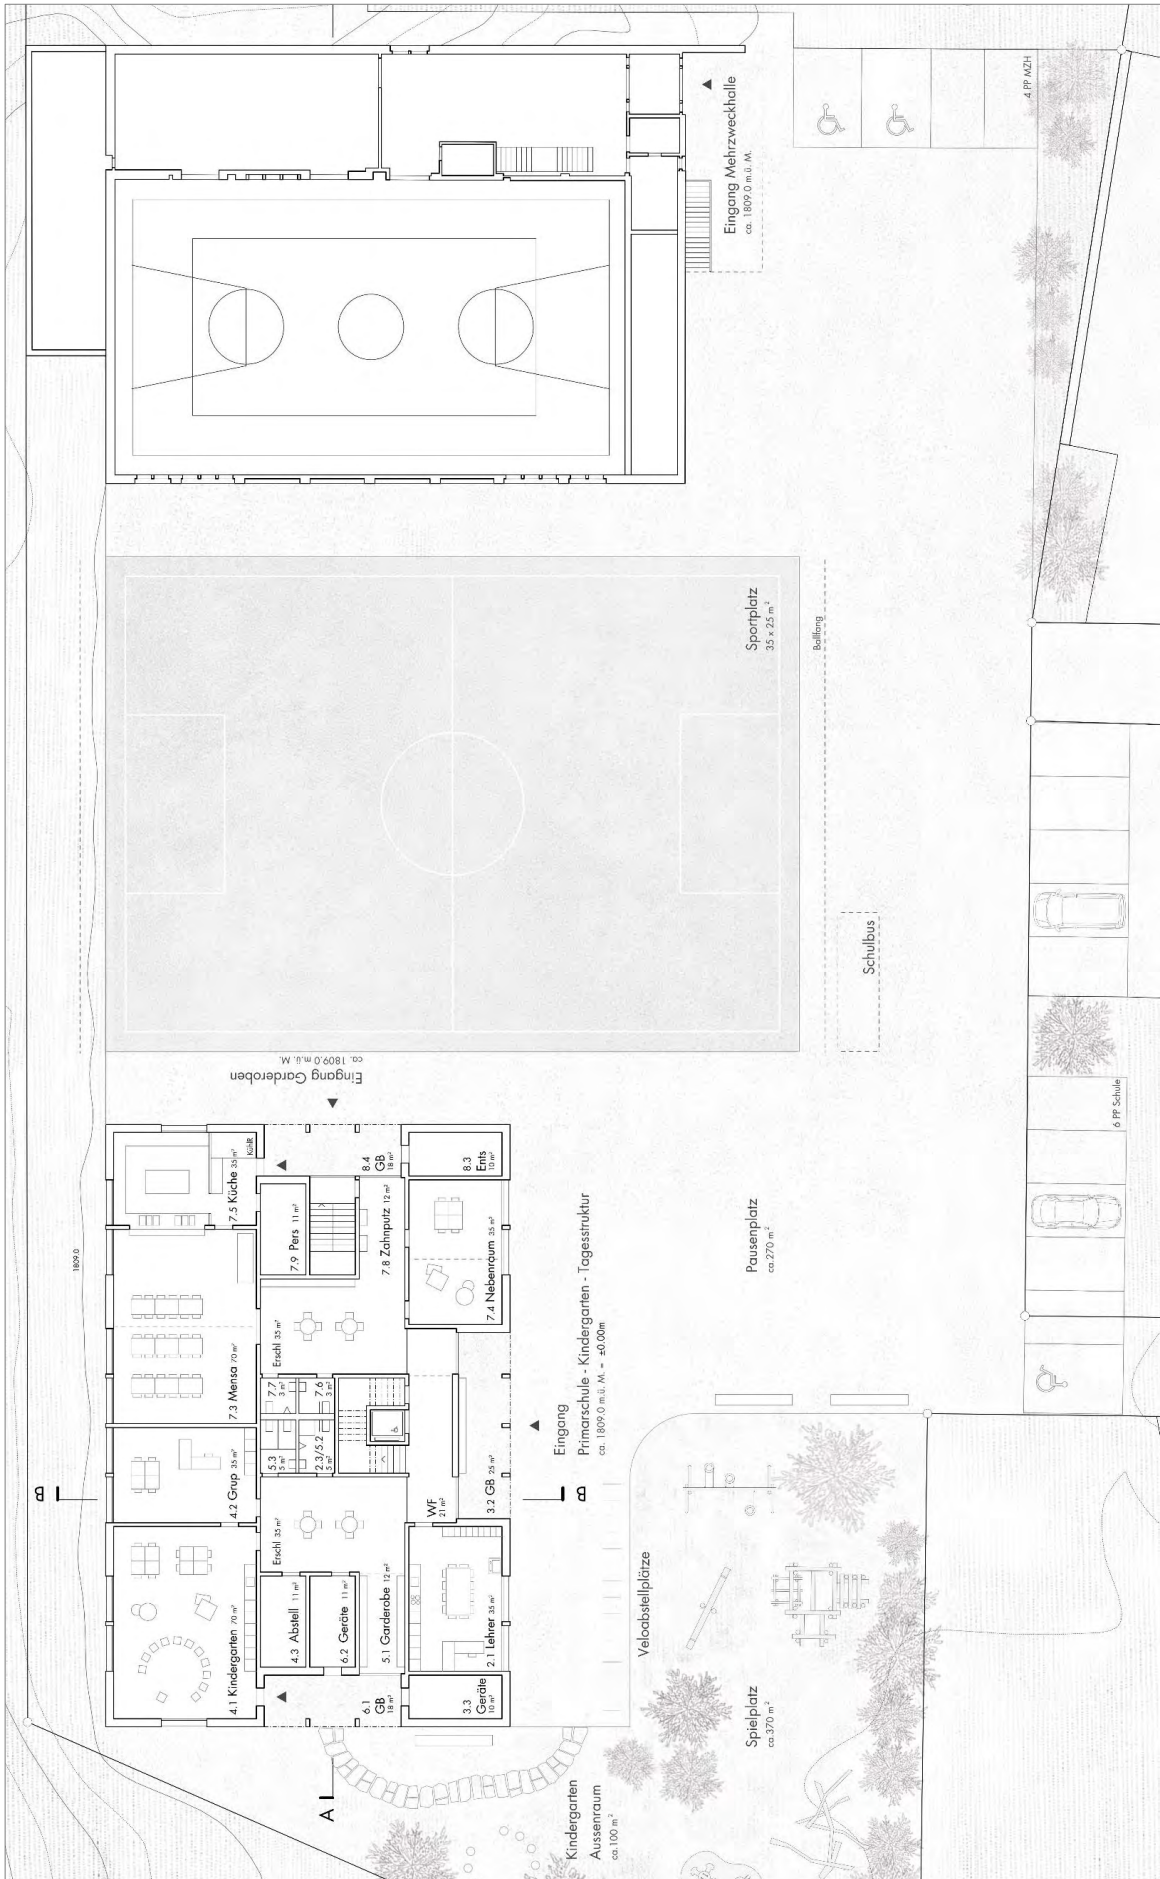 4 PP MZH
Eingang Mehrzweckhalle
ca. 1809.0 m.ü. M.
Sportplatz
35 x 25 m²
Ballfang
Schulbus
Eingang Garderoben
ca. 1809.0 m.ü. M.
6 PP Schule
1809.0
7.5 Küche 35 m²
KühlR
8.4
GB
18 m²
8.3
Ents
10 m²
7.9 Pers 11 m²
7.8 Zahnputz 12 m²
7.4 Nebenraum 35 m²
7.3 Mensa 70 m²
Erschl 35 m²
7.7
3 m²
7.6
3 m²
5.3
5 m²
2.3/5.2
5 m²
4.2 Grup 35 m²
WF
21 m²
3.2 GB 25 m²
Eingang
Primarschule - Kindergarten - Tagesstruktur
ca. 1809.0 m.ü. M. = ±0.00m
Pausenplatz
ca.270 m²
B
B
4.1 Kindergarten 70 m²
Erschl 35 m²
4.3 Abstell 11 m²
6.2 Geräte 11 m²
5.1 Garderobe 12 m²
2.1 Lehrer 35 m²
6.1
GB
18 m²
3.3
Geräte
10 m²
Veloabstellplätze
Spielplatz
ca.370 m²
A
Kindergarten
Aussenraum
ca.100 m²